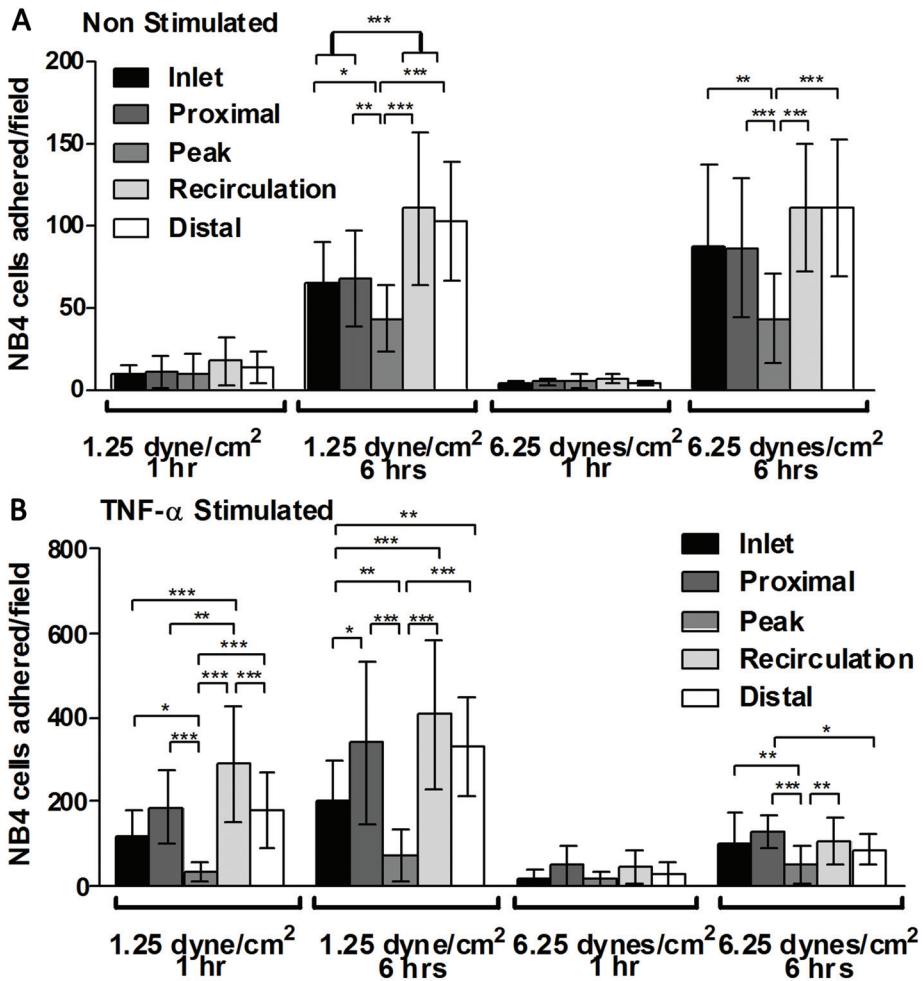 A
Non Stimulated
***
* ***
** ***
** ***
*** ***
200
150
100
50
0
NB4 cells adhered/field
Inlet
Proximal
Peak
Recirculation
Distal
1.25 dyne/cm2
1 hr
1.25 dyne/cm2
6 hrs
6.25 dynes/cm2
1 hr
6.25 dynes/cm2
6 hrs
B
TNF-α Stimulated
**
***
** ***
*** ***
*
***
**
***
*** ***
*
***
*
**
*** **
800
600
400
200
0
NB4 cells adhered/field
Inlet
Proximal
Peak
Recirculation
Distal
1.25 dyne/cm2
1 hr
1.25 dyne/cm2
6 hrs
6.25 dynes/cm2
1 hr
6.25 dynes/cm2
6 hrs